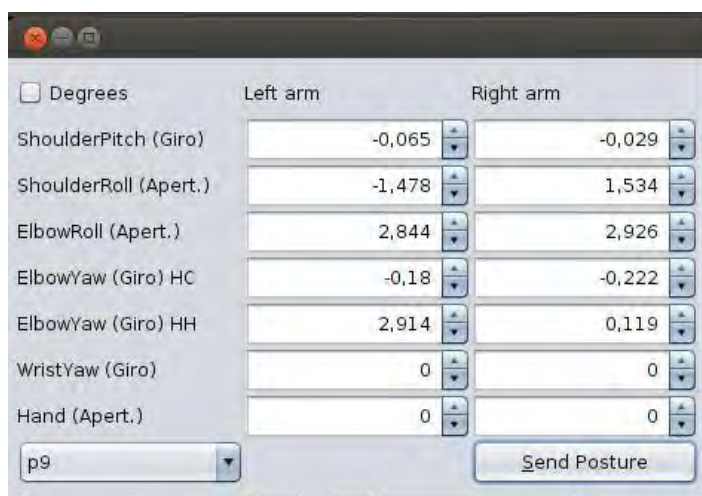 Degrees Left arm Right arm
ShoulderPitch (Giro) -0,065 -0,029
ShoulderRoll (Apert.) -1,478 1,534
ElbowRoll (Apert.) 2,844 2,926
ElbowYaw (Giro) HC -0,18 -0,222
ElbowYaw (Giro) HH 2,914 0,119
WristYaw (Giro) 0 0
Hand (Apert.) 0 0
p9 Send Posture